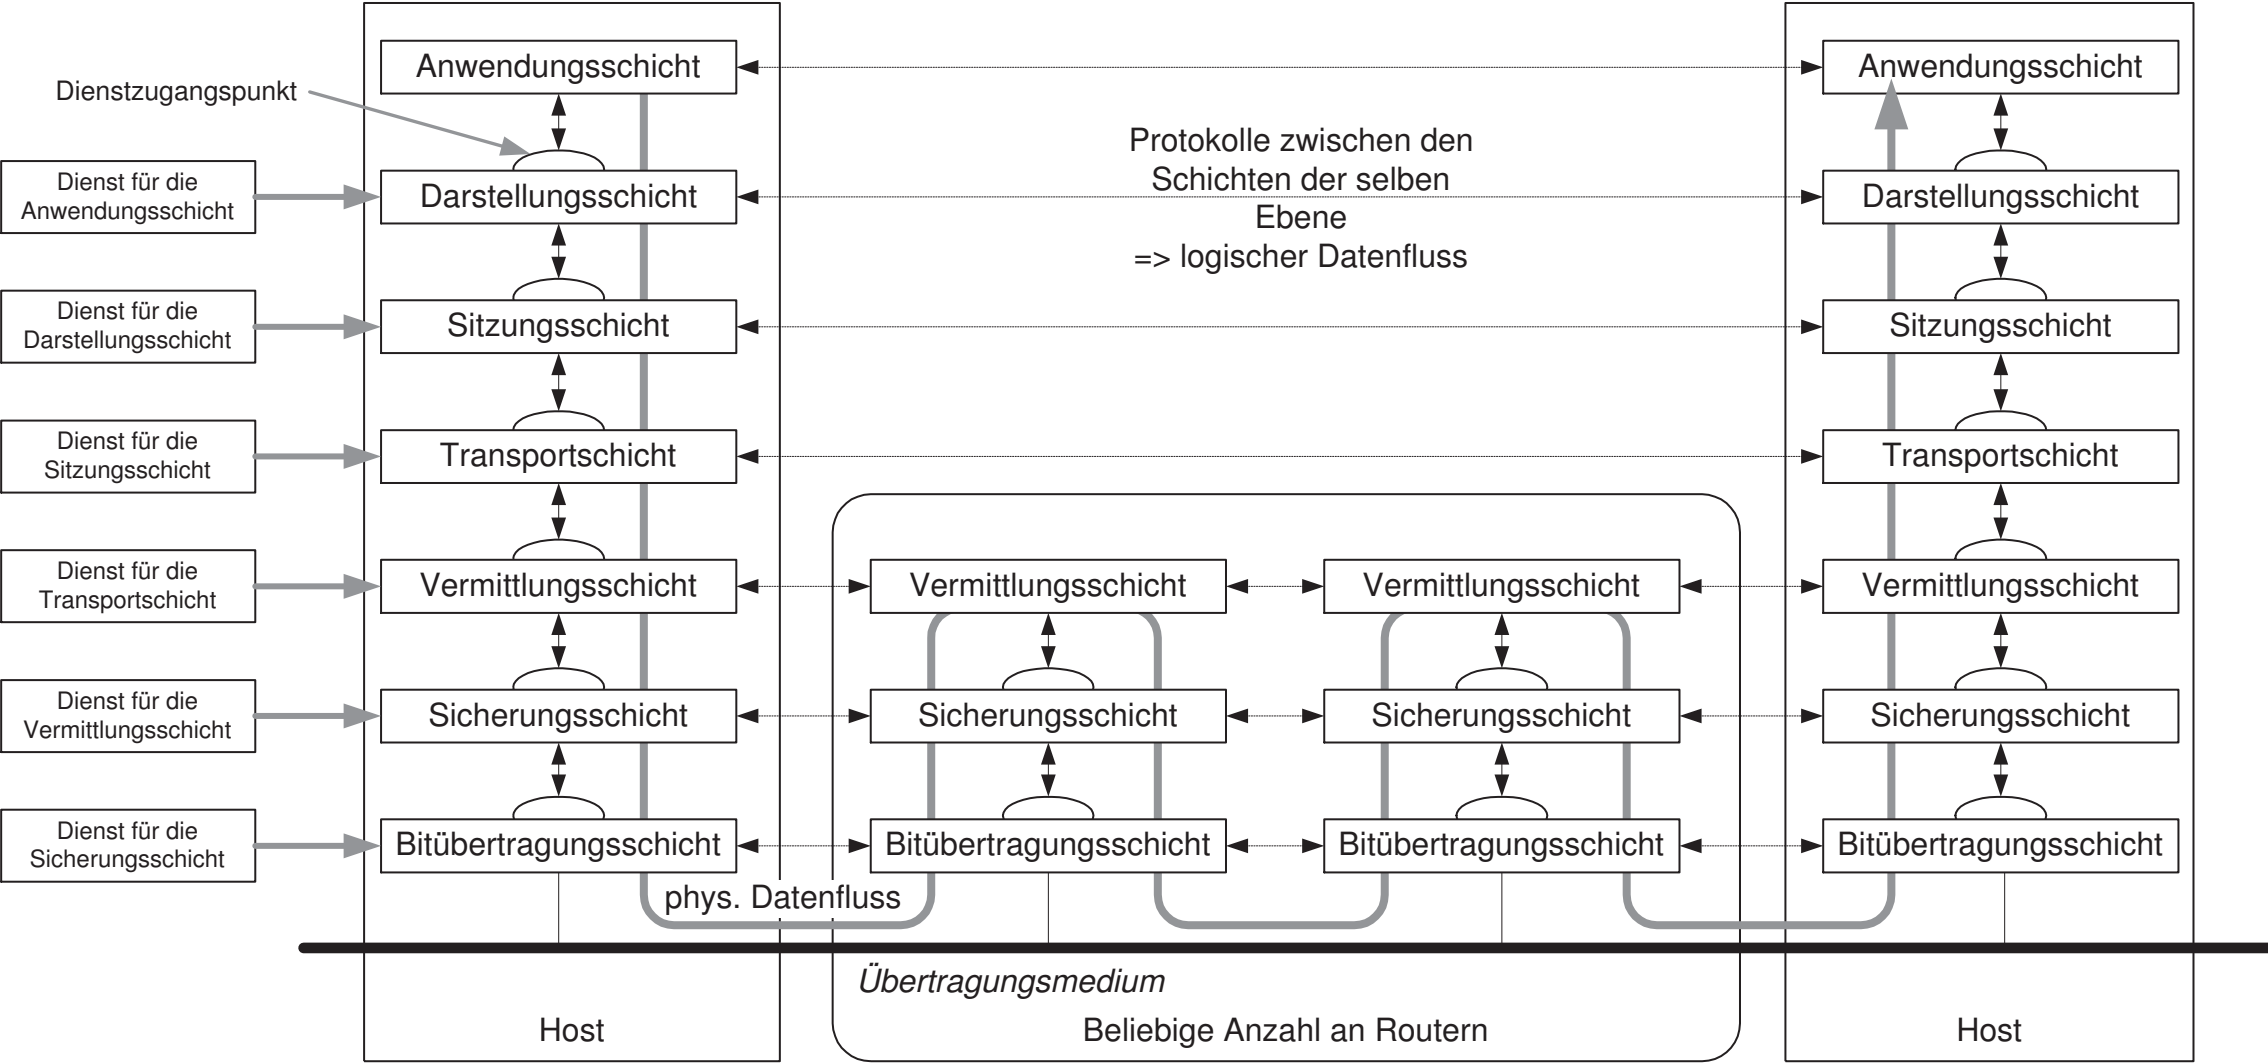 Anwendungsschicht
Anwendungsschicht
Dienstzugangspunkt
Protokolle zwischen den
Schichten der selben
Ebene
=> logischer Datenfluss
Dienst für die
Anwendungsschicht
Darstellungsschicht
Darstellungsschicht
Dienst für die
Darstellungsschicht
Sitzungsschicht
Sitzungsschicht
Dienst für die
Sitzungsschicht
Transportschicht
Transportschicht
Dienst für die
Transportschicht
Vermittlungsschicht
Vermittlungsschicht
Vermittlungsschicht
Vermittlungsschicht
Dienst für die
Vermittlungsschicht
Sicherungsschicht
Sicherungsschicht
Sicherungsschicht
Sicherungsschicht
Dienst für die
Sicherungsschicht
Bitübertragungsschicht
Bitübertragungsschicht
Bitübertragungsschicht
Bitübertragungsschicht
phys. Datenfluss
Übertragungsmedium
Host
Beliebige Anzahl an Routern
Host